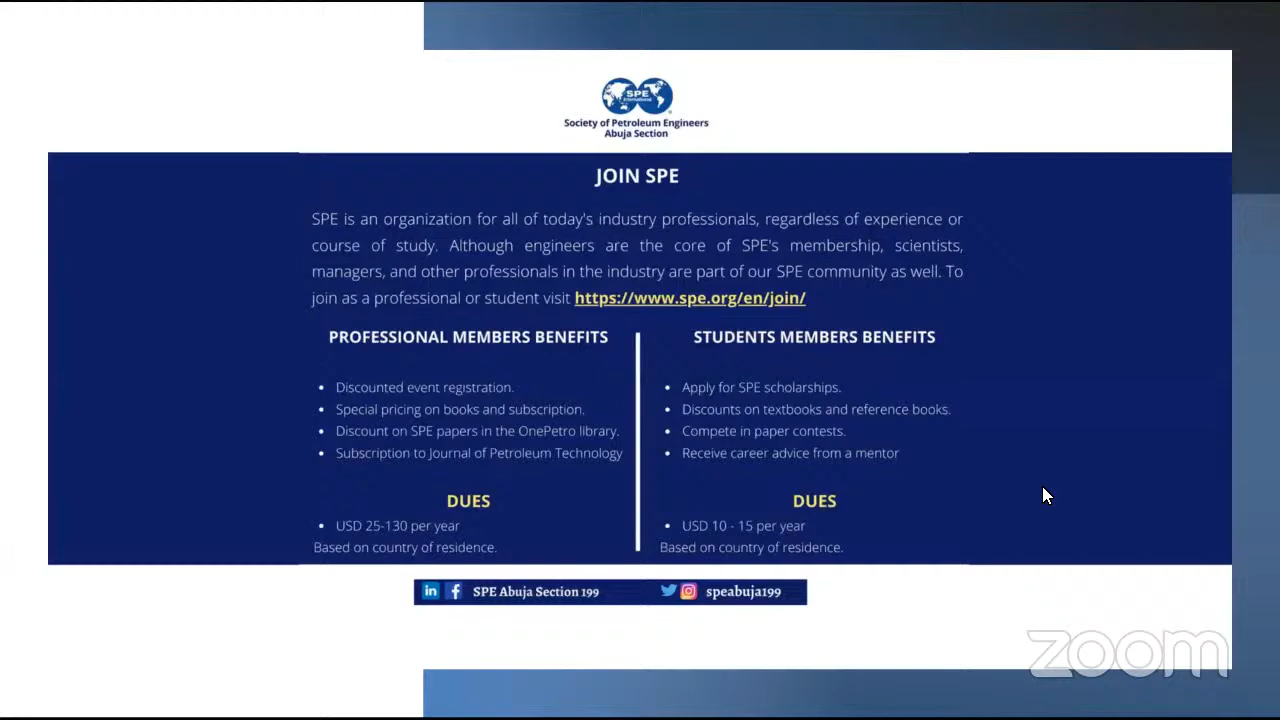 SPE
International
Society of Petroleum Engineers
Abuja Section
JOIN SPE
SPE is an organization for all of today's industry professionals, regardless of experience or
course of study. Although engineers are the core of SPE's membership, scientists,
managers, and other professionals in the industry are part of our SPE community as well. To
join as a professional or student visit https://www.spe.org/en/join/
PROFESSIONAL MEMBERS BENEFITS
• Discounted event registration.
• Special pricing on books and subscription.
• Discount on SPE papers in the OnePetro library.
• Subscription to Journal of Petroleum Technology
DUES
• USD 25-130 per year
Based on country of residence.
STUDENTS MEMBERS BENEFITS
• Apply for SPE scholarships.
• Discounts on textbooks and reference books.
• Compete in paper contests.
• Receive career advice from a mentor
DUES
• USD 10 - 15 per year
Based on country of residence.
in f SPE Abuja Section 199
speabuja199
zoom